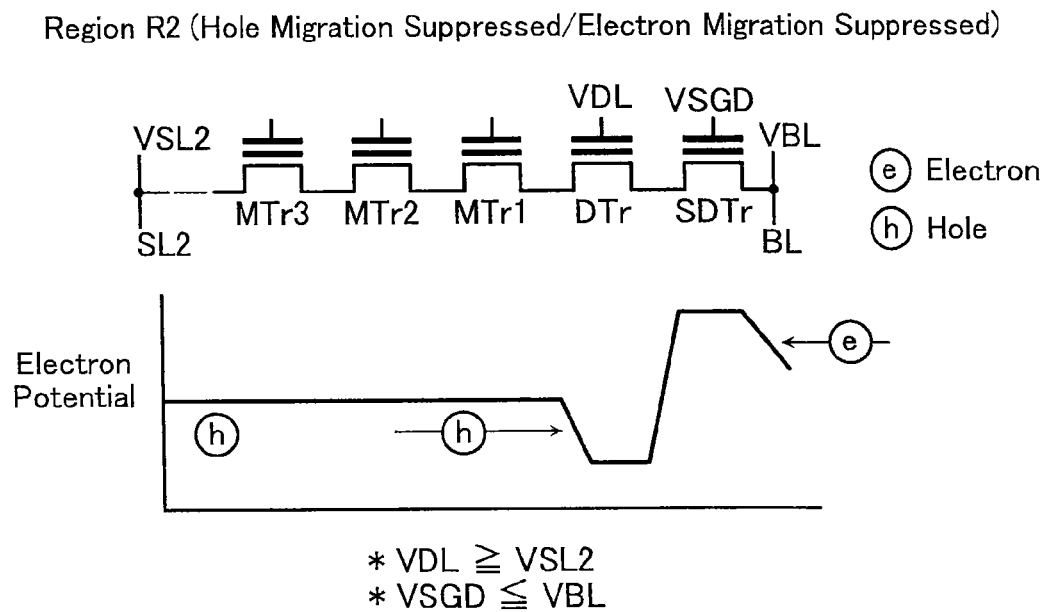 Region R2 (Hole Migration Suppressed/Electron Migration Suppressed)
VDL VSGD
VSL2 VBL
e Electron
MTr3 MTr2 MTr1 DTr SDTr
h Hole
SL2 BL
Electron
Potential
e
h h
* VDL ≧ VSL2
* VSGD ≦ VBL